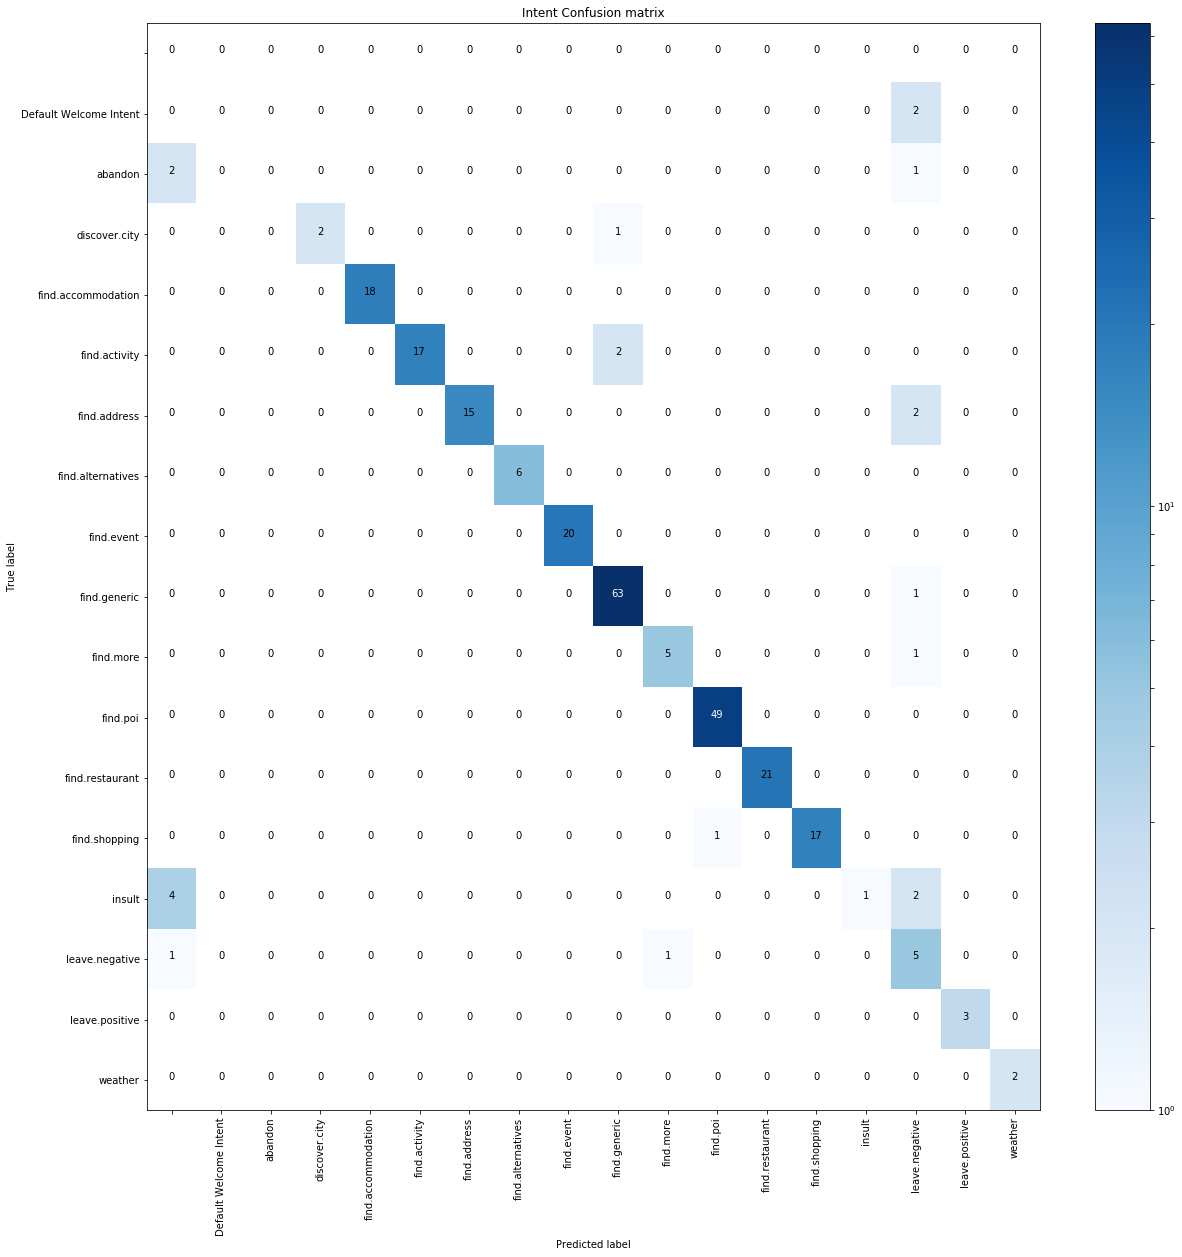 Intent Confusion matrix
0 0 0 0 0 0 0 0 0 0 0 0 0 0 0 0 0 0
Default Welcome Intent 0 0 0 0 0 0 0 0 0 0 0 0 0 0 0 2 0 0
abandon 2 0 0 0 0 0 0 0 0 0 0 0 0 0 0 1 0 0
discover.city 0 0 0 2 0 0 0 0 0 1 0 0 0 0 0 0 0 0
find.accommodation 0 0 0 0 18 0 0 0 0 0 0 0 0 0 0 0 0 0
find.activity 0 0 0 0 0 17 0 0 0 2 0 0 0 0 0 0 0 0
find.address 0 0 0 0 0 0 15 0 0 0 0 0 0 0 0 2 0 0
find.alternatives 0 0 0 0 0 0 0 6 0 0 0 0 0 0 0 0 0 0
find.event 0 0 0 0 0 0 0 0 20 0 0 0 0 0 0 0 0 0
find.generic 0 0 0 0 0 0 0 0 0 63 0 0 0 0 0 1 0 0
find.more 0 0 0 0 0 0 0 0 0 0 5 0 0 0 0 1 0 0
find.poi 0 0 0 0 0 0 0 0 0 0 0 49 0 0 0 0 0 0
find.restaurant 0 0 0 0 0 0 0 0 0 0 0 0 21 0 0 0 0 0
find.shopping 0 0 0 0 0 0 0 0 0 0 0 1 0 17 0 0 0 0
insult 4 0 0 0 0 0 0 0 0 0 0 0 0 0 1 2 0 0
leave.negative 1 0 0 0 0 0 0 0 0 0 1 0 0 0 0 5 0 0
leave.positive 0 0 0 0 0 0 0 0 0 0 0 0 0 0 0 0 3 0
weather 0 0 0 0 0 0 0 0 0 0 0 0 0 0 0 0 0 2
True label
Default Welcome Intent
abandon
discover.city
find.accommodation
find.activity
find.address
find.alternatives
find.event
find.generic
find.more
find.poi
find.restaurant
find.shopping
insult
leave.negative
leave.positive
weather
Predicted label
10¹
10⁰